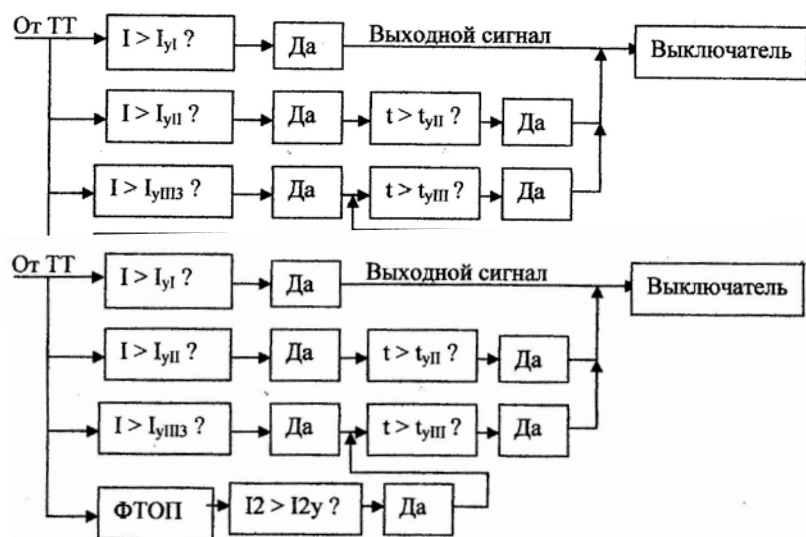 От ТТ
I > IуI ?
Да
Выходной сигнал
Выключатель
I > IуII ?
Да
t > tуII ?
Да
I > IуIII3 ?
Да
t > tуIII ?
Да
От ТТ
I > IуI ?
Да
Выходной сигнал
Выключатель
I > IуII ?
Да
t > tуII ?
Да
I > IуIII3 ?
Да
t > tуIII ?
Да
ФТОП
I2 > I2у ?
Да